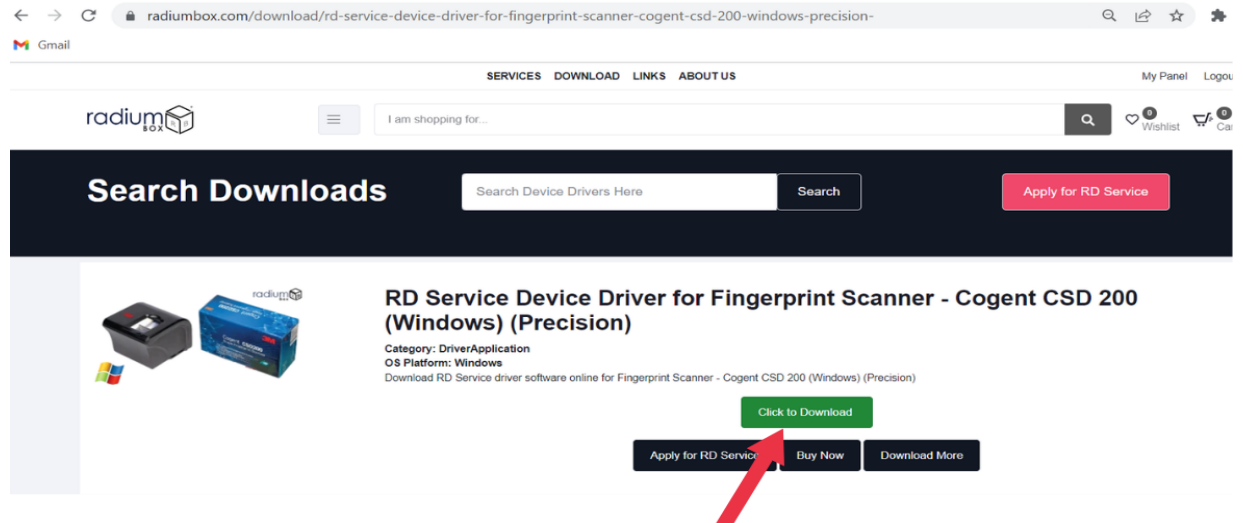 radiumbox.com/download/rd-service-device-driver-for-fingerprint-scanner-cogent-csd-200-windows-precision-
Gmail
SERVICES DOWNLOAD LINKS ABOUT US My Panel Logou
radium BOX
I am shopping for...
0 Wishlist
0 Car
Search Downloads
Search Device Drivers Here
Search
Apply for RD Service
radium
RD Service Device Driver for Fingerprint Scanner - Cogent CSD 200
(Windows) (Precision)
Category: DriverApplication
OS Platform: Windows
Download RD Service driver software online for Fingerprint Scanner - Cogent CSD 200 (Windows) (Precision)
Click to Download
Apply for RD Service Buy Now Download More